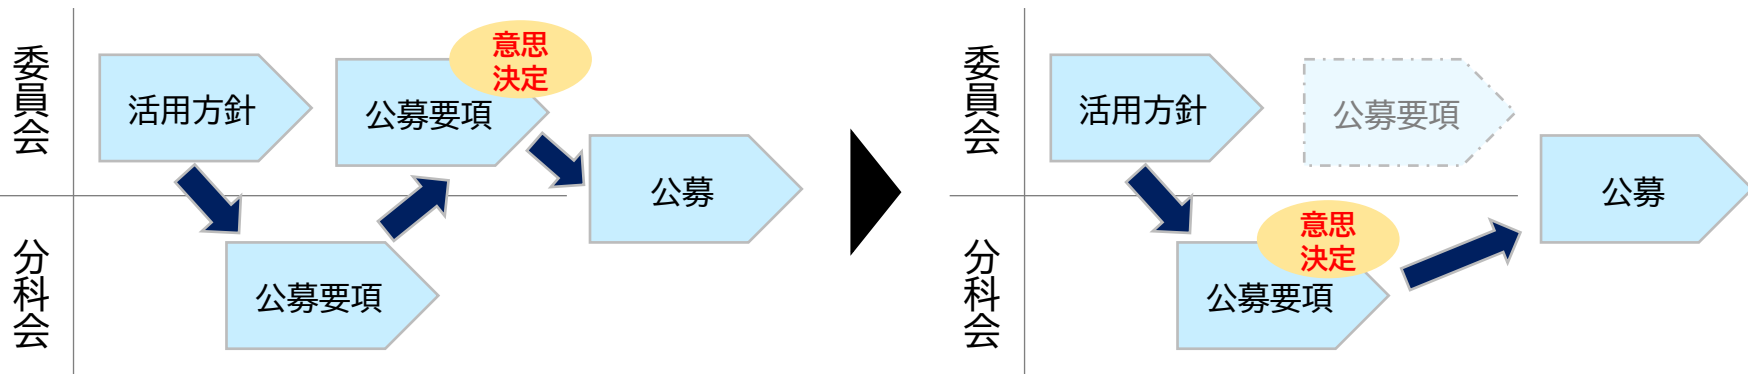 委員会
活用方針
公募要項
意思
決定
公募
分科会
公募要項
委員会
活用方針
公募要項
公募
分科会
意思
決定
公募要項